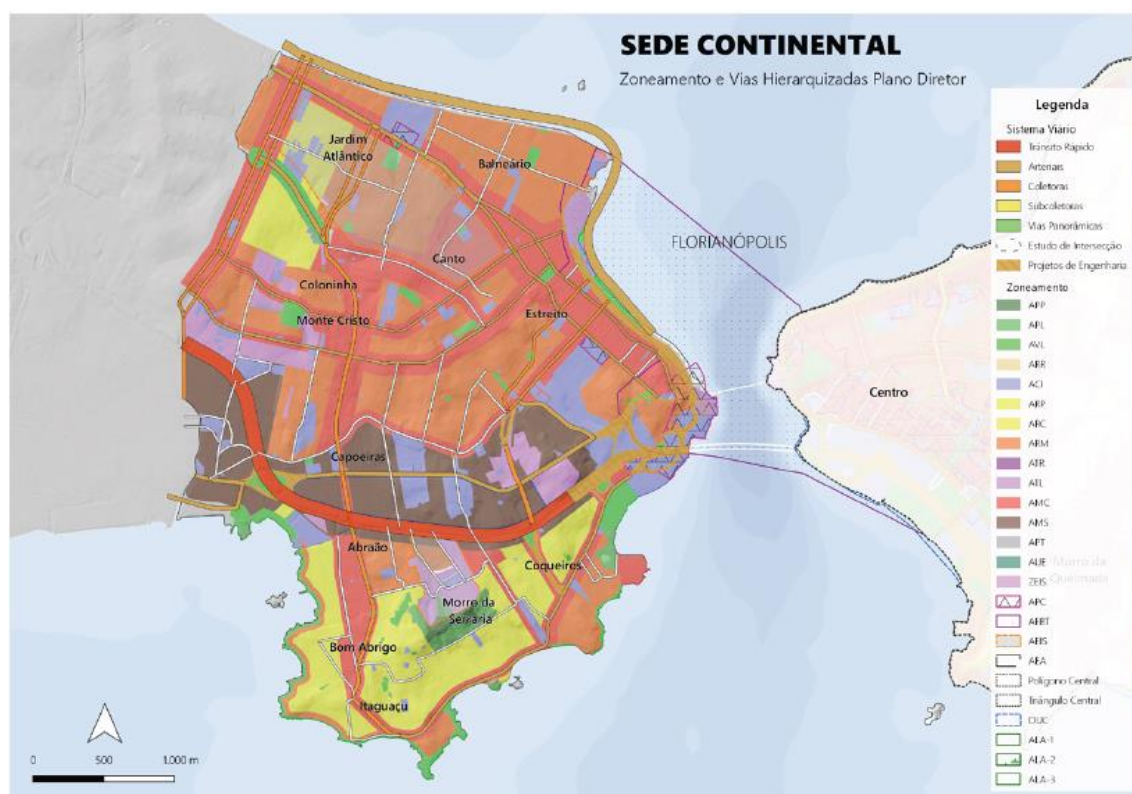 SEDE CONTINENTAL
Zoneamento e Vias Hierarquizadas Plano Diretor
Jardim
Atlântico
Balneário
FLORIANÓPOLIS
Canto
Coloninha
Monte Cristo
Estreito
Centro
Capoeiras
Abraão
Coqueiros
Morro da
Serraria
Bom Abrigo
Itaguaçu
0 500 1.000 m
Legenda
Sistema Viário
Trânsito Rápido
Arteriais
Coletoras
Subcoletoras
Vias Panorâmicas
Estudo de Intersecção
Projetos de Engenharia
Zoneamento
APP
APL
AVL
ARR
ACI
ARP
ARC
ARM
ATR
AEL
AMC
AMS
APT
AUE
ZEIS
Morro da
Queimada
APC
AEIS
AEA
Polígono Central
Triângulo Central
OUC
ALA-1
ALA-2
ALA-3